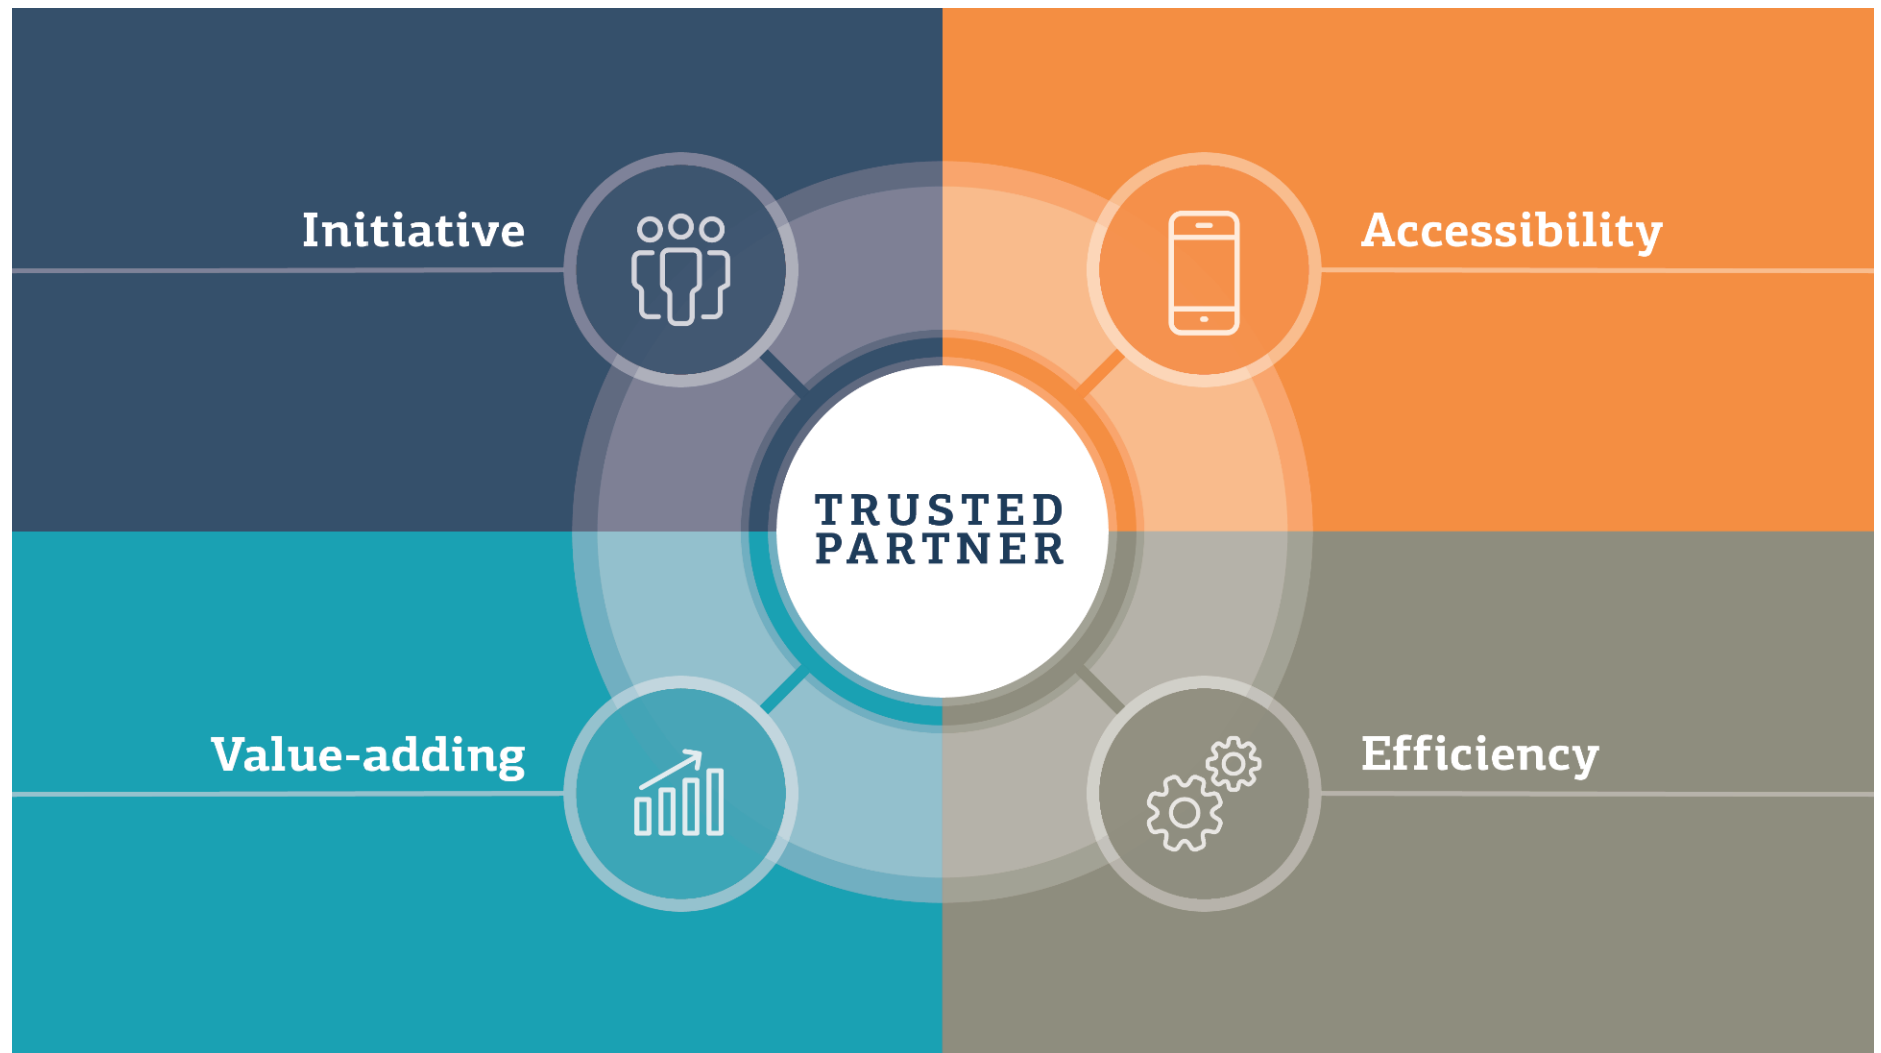 Initiative
Accessibility
TRUSTED
PARTNER
Value-adding
Efficiency